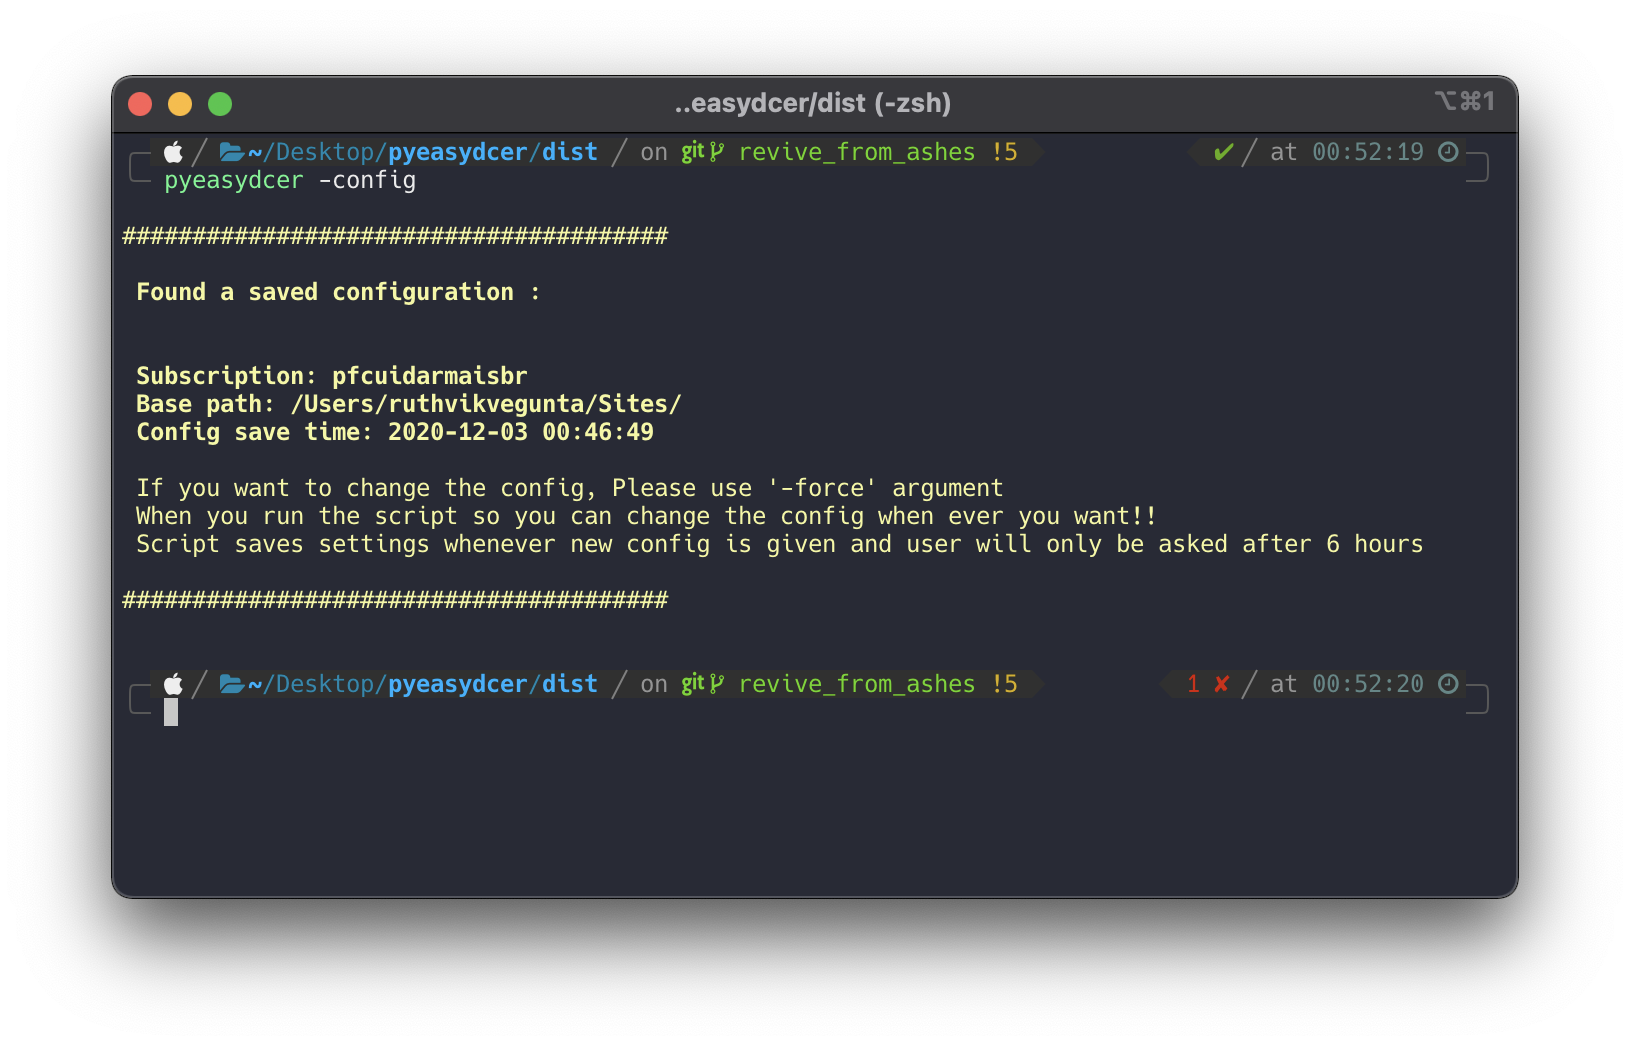 ..easydcer/dist (-zsh) ⌥⌘1
~/Desktop/pyeasydcer/dist / on git revive_from_ashes !5 ✔ / at 00:52:19
pyeasydcer -config
#######################################
Found a saved configuration :
Subscription: pfcuidarmaisbr
Base path: /Users/ruthvikvegunta/Sites/
Config save time: 2020-12-03 00:46:49
If you want to change the config, Please use '-force' argument
When you run the script so you can change the config when ever you want!!
Script saves settings whenever new config is given and user will only be asked after 6 hours
#######################################
~/Desktop/pyeasydcer/dist / on git revive_from_ashes !5 1 ✘ / at 00:52:20